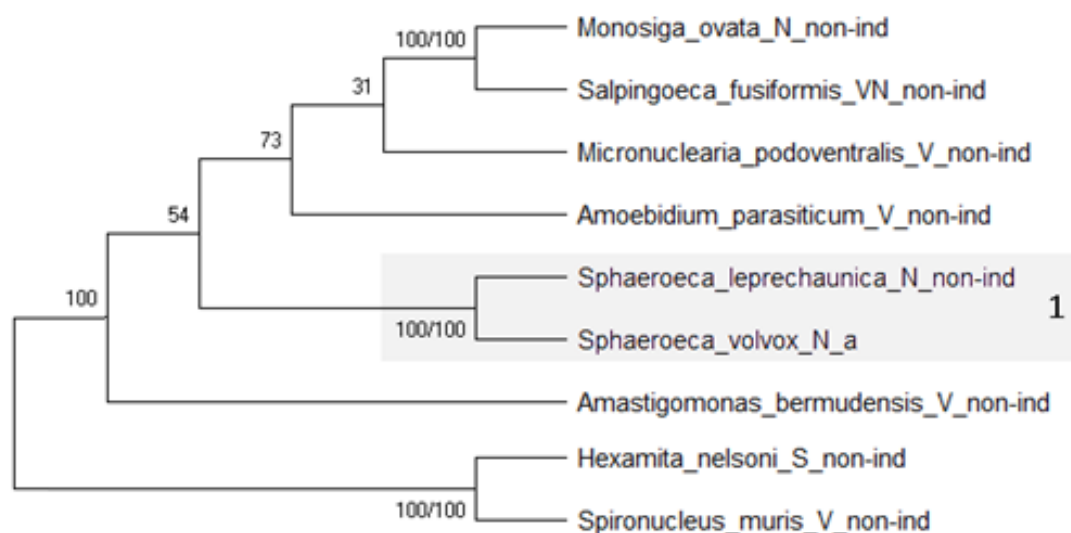 Monosiga_ovata_N_non-ind
100/100
Salpingoeca_fusiformis_VN_non-ind
31
Micronuclearia_podoventralis_V_non-ind
73
Amoebidium_parasiticum_V_non-ind
54
Sphaeroeca_leprechaunica_N_non-ind
1
100
100/100
Sphaeroeca_volvox_N_a
Amastigomonas_bermudensis_V_non-ind
Hexamita_nelsoni_S_non-ind
100/100
Spironucleus_muris_V_non-ind